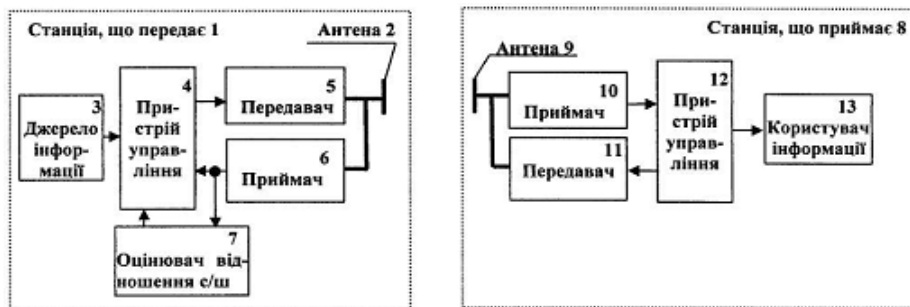 Станція, що передає 1
Антена 2
3
Джерело
інфор-
мації
4
При-
стрій
управ-
ління
5
Передавач
6
Приймач
7
Оцінювач від-
ношення с/ш
Станція, що приймає 8
Антена 9
10
Приймач
11
Передавач
12
При-
стрій
управ-
ління
13
Користувач
інформації